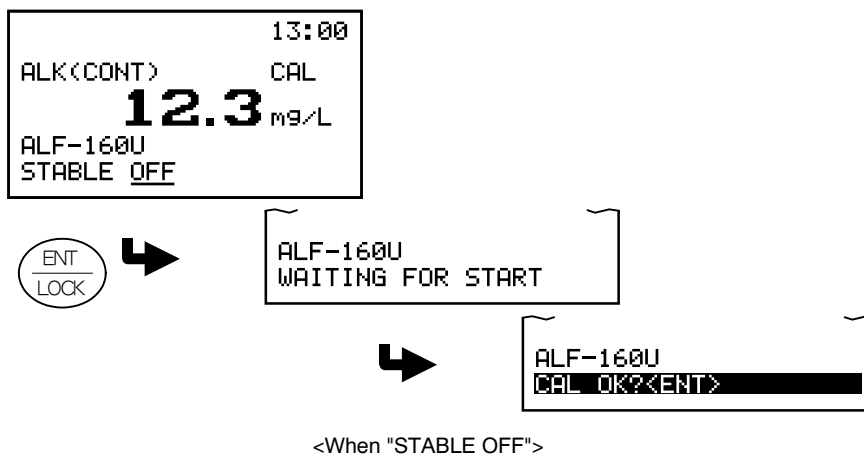 13:00
ALK(CONT) CAL
12.3 mg/L
ALF-160U
STABLE OFF
ENT
LOCK
ALF-160U
WAITING FOR START
ALF-160U
CAL OK?<ENT>
<When "STABLE OFF">